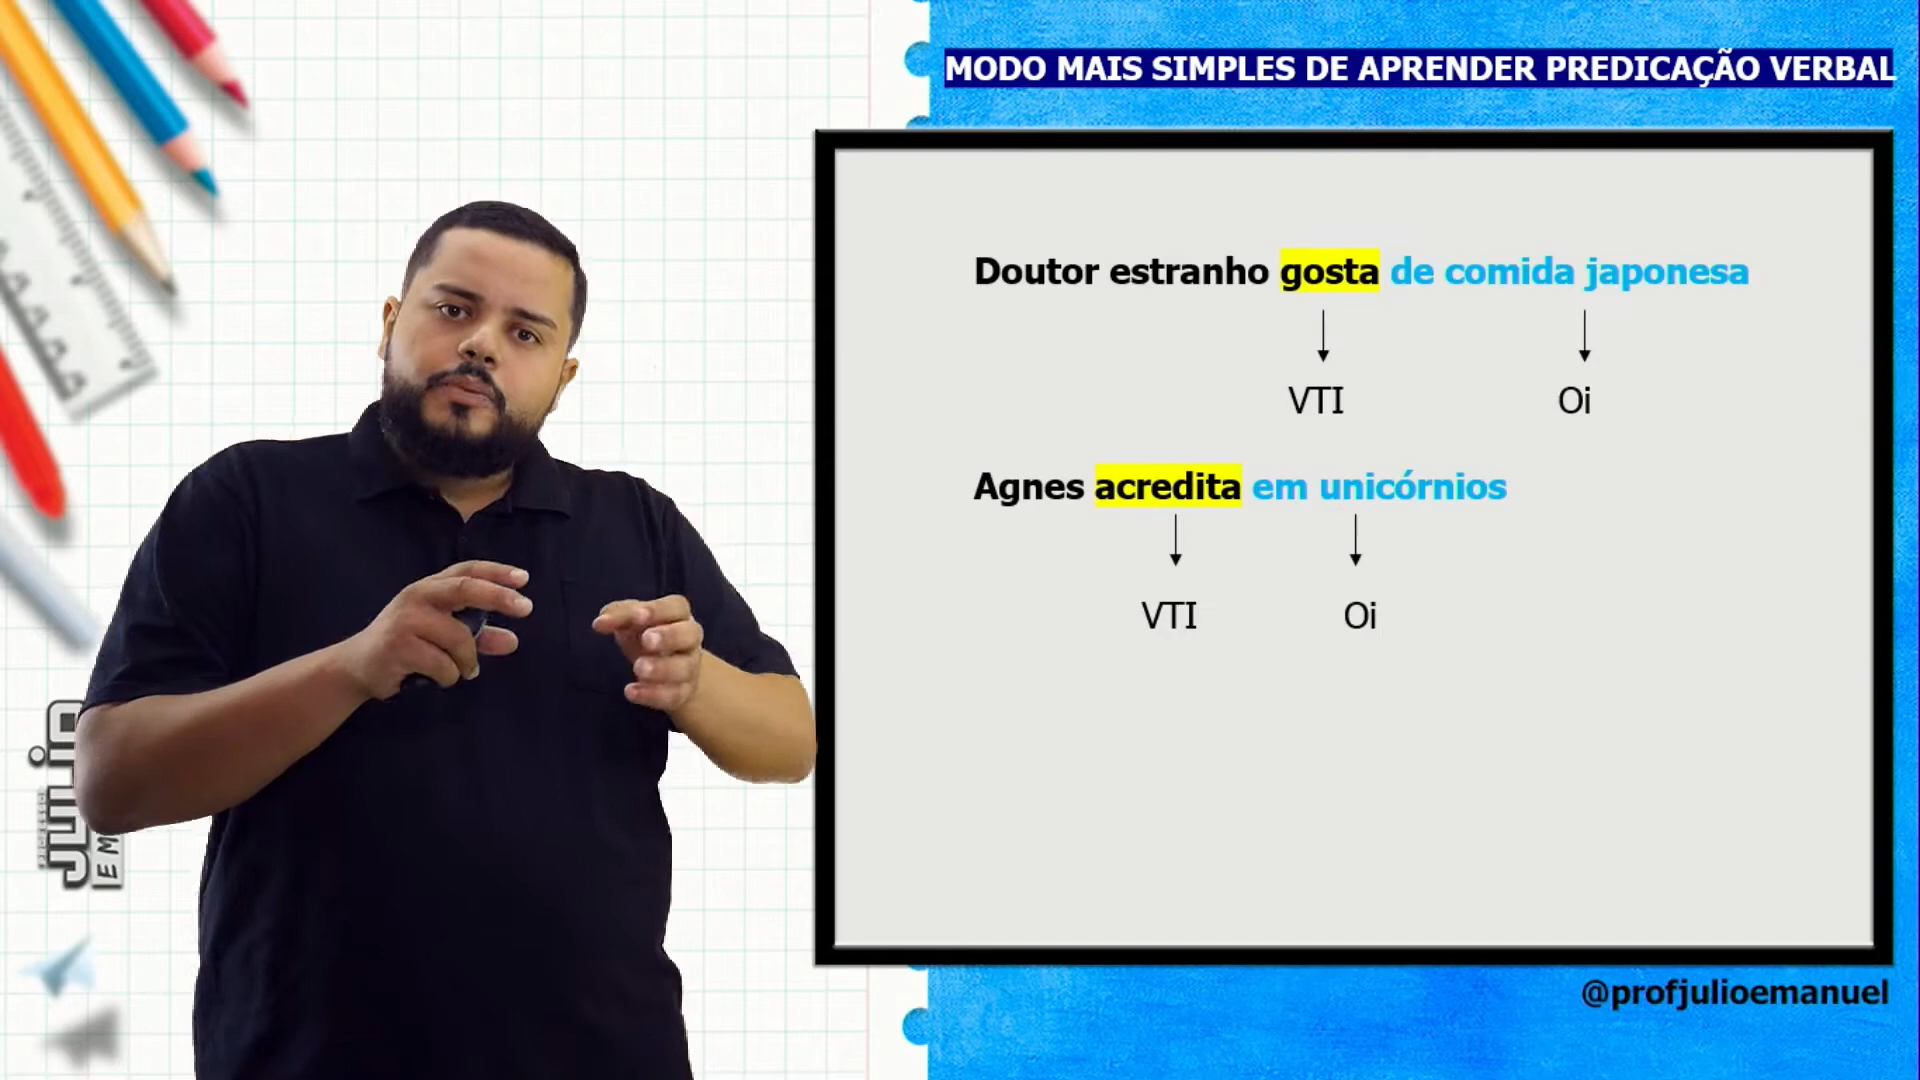 MODO MAIS SIMPLES DE APRENDER PREDICAÇÃO VERBAL
Doutor estranho gosta de comida japonesa
VTI Oi
Agnes acredita em unicórnios
VTI Oi
@profjulioemanuel
JULIO